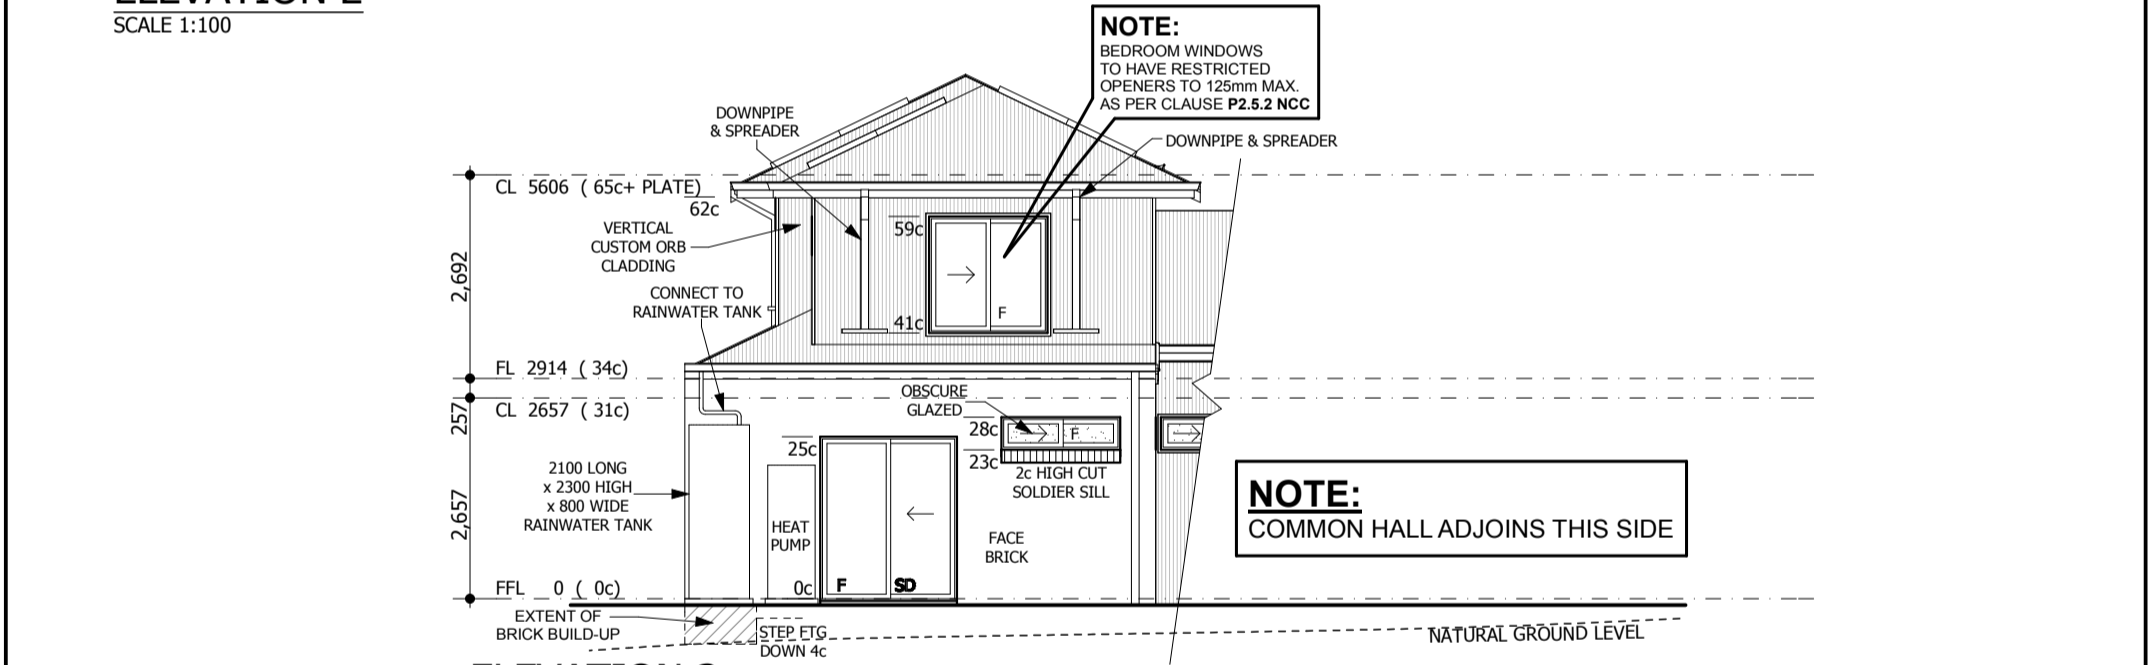 SCALE 1:100
NOTE:
BEDROOM WINDOWS
TO HAVE RESTRICTED
OPENERS TO 125mm MAX.
AS PER CLAUSE P2.5.2 NCC
DOWNPIPE
& SPREADER
DOWNPIPE & SPREADER
CL 5606 ( 65c+ PLATE)
62c
VERTICAL
CUSTOM ORB
CLADDING
59c
2,692
CONNECT TO
RAINWATER TANK
41c
F
FL 2914 ( 34c)
257
CL 2657 ( 31c)
OBSCURE
GLAZED
28c
F
25c
23c
2c HIGH CUT
SOLDIER SILL
2100 LONG
x 2300 HIGH
x 800 WIDE
RAINWATER TANK
2,657
HEAT
PUMP
FACE
BRICK
NOTE:
COMMON HALL ADJOINS THIS SIDE
FFL 0 ( 0c)
0c
F
SD
EXTENT OF
BRICK BUILD-UP
STEP FTG
DOWN 4c
NATURAL GROUND LEVEL